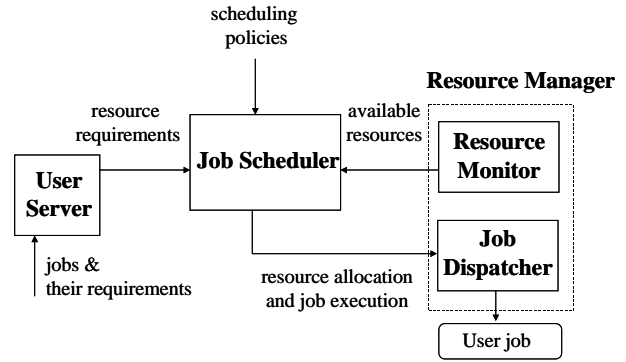 scheduling
policies
Resource Manager
resource
requirements
available
resources
Job Scheduler
Resource
Monitor
User
Server
Job
Dispatcher
jobs &
their requirements
resource allocation
and job execution
User job